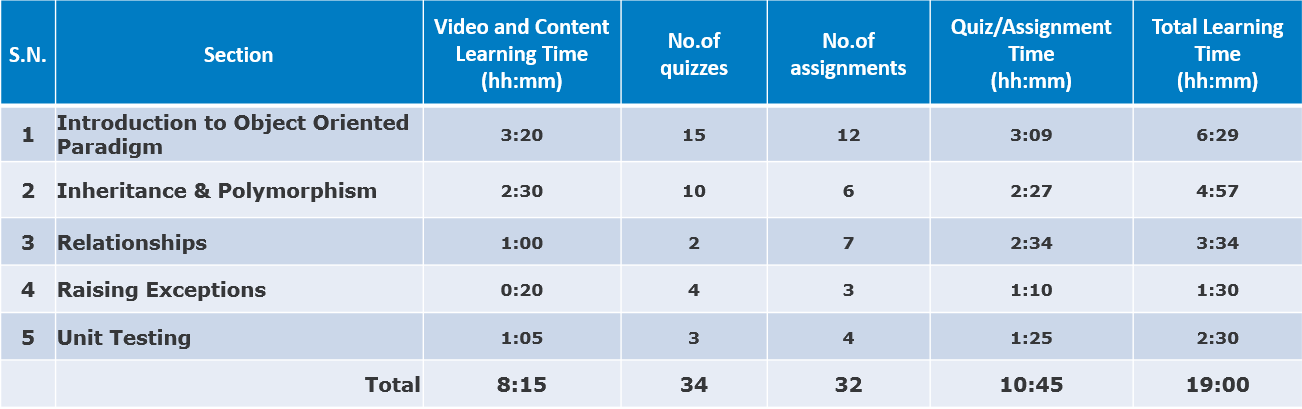 S.N. Section Video and Content Learning Time (hh:mm) No.of quizzes No.of assignments Quiz/Assignment Time (hh:mm) Total Learning Time (hh:mm)
1 Introduction to Object Oriented Paradigm 3:20 15 12 3:09 6:29
2 Inheritance & Polymorphism 2:30 10 6 2:27 4:57
3 Relationships 1:00 2 7 2:34 3:34
4 Raising Exceptions 0:20 4 3 1:10 1:30
5 Unit Testing 1:05 3 4 1:25 2:30
Total 8:15 34 32 10:45 19:00